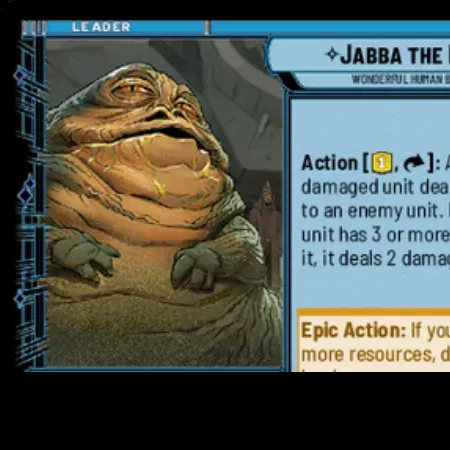 LEADER
JABBA THE
WONDERFUL HUMAN
Action [1, ]:
damaged unit dea
to an enemy unit.
unit has 3 or more
it, it deals 2 damag
Epic Action: If you
more resources, d